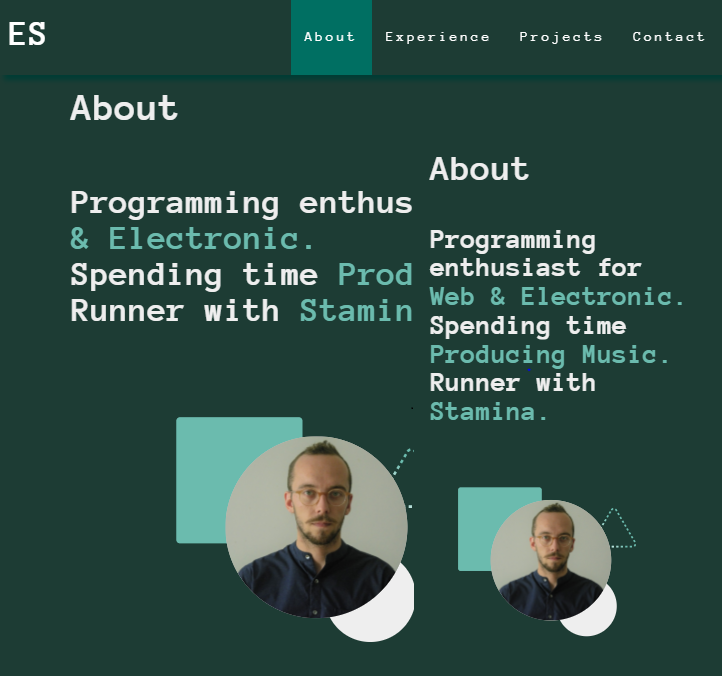 ES
About Experience Projects Contact
About
Programming enthus
& Electronic.
Spending time Prod
Runner with Stamin
About
Programming
enthusiast for
Web & Electronic.
Spending time
Producing Music.
Runner with
Stamina.